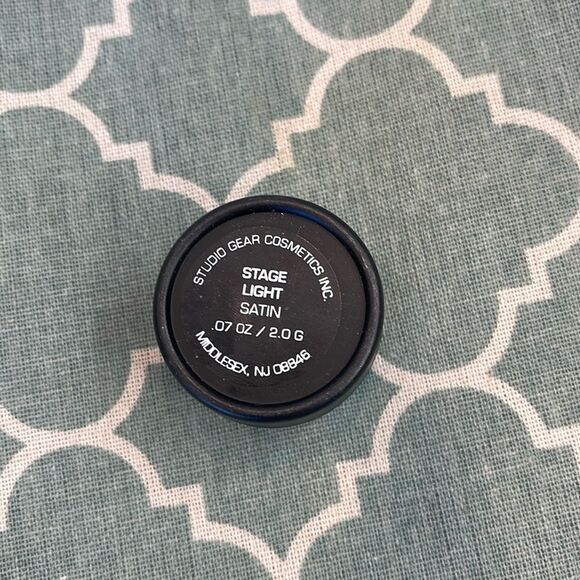 STUDIO GEAR COSMETICS INC.
STAGE
LIGHT
SATIN
.07 OZ / 2.0 G
MIDDLESEX, NJ 08846